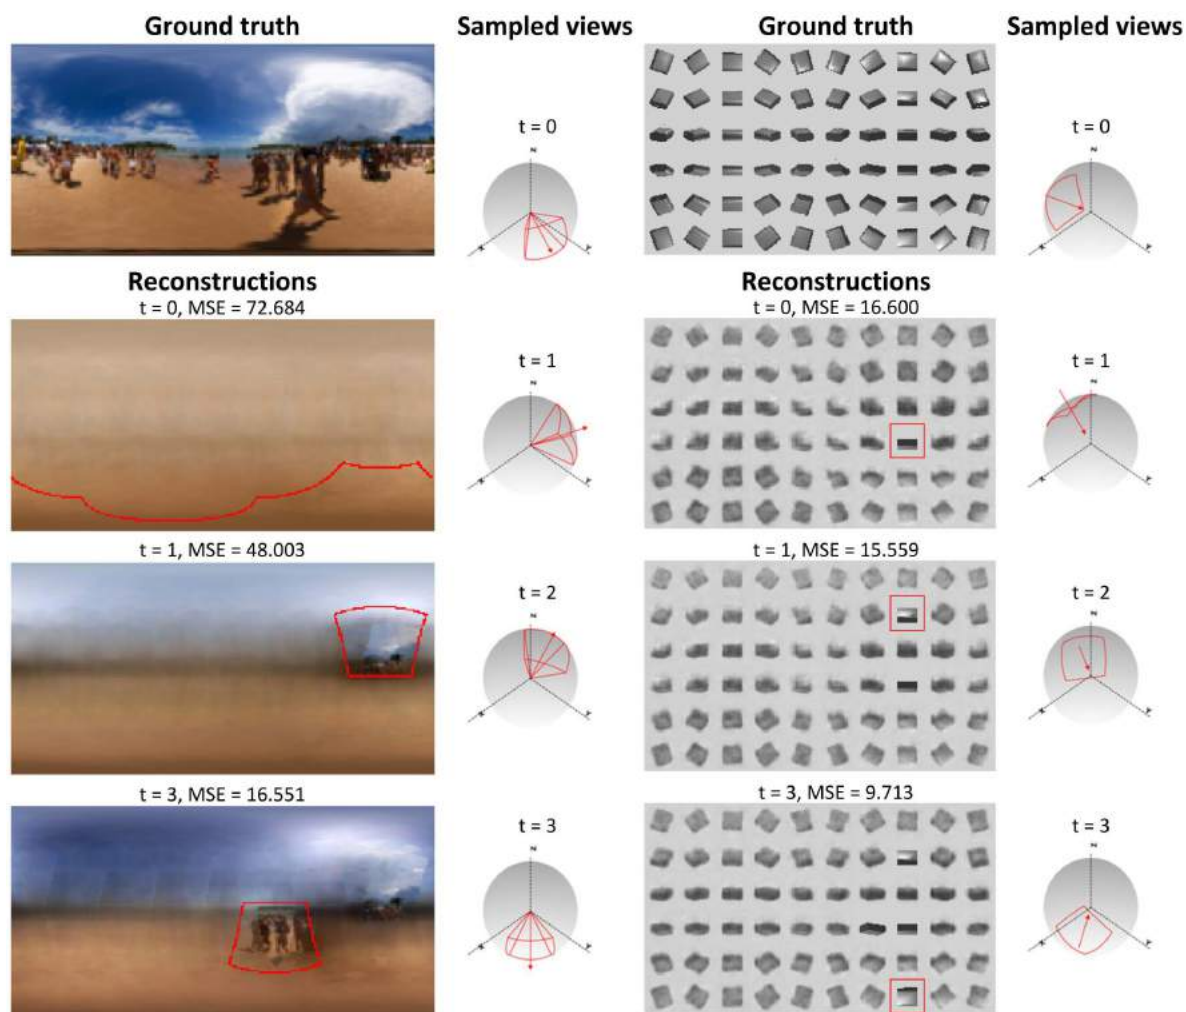 Ground truth
Sampled views
Ground truth
Sampled views
t = 0
N
t = 0
N
Reconstructions
t = 0, MSE = 72.684
Reconstructions
t = 0, MSE = 16.600
t = 1
N
t = 1
N
t = 1, MSE = 48.003
t = 1, MSE = 15.559
t = 2
N
t = 2
N
t = 3, MSE = 16.551
t = 3, MSE = 9.713
t = 3
N
t = 3
N